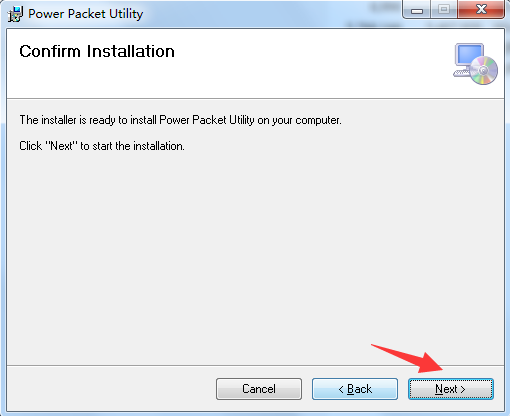 Power Packet Utility
Confirm Installation
The installer is ready to install Power Packet Utility on your computer.
Click "Next" to start the installation.
Cancel
< Back
Next >